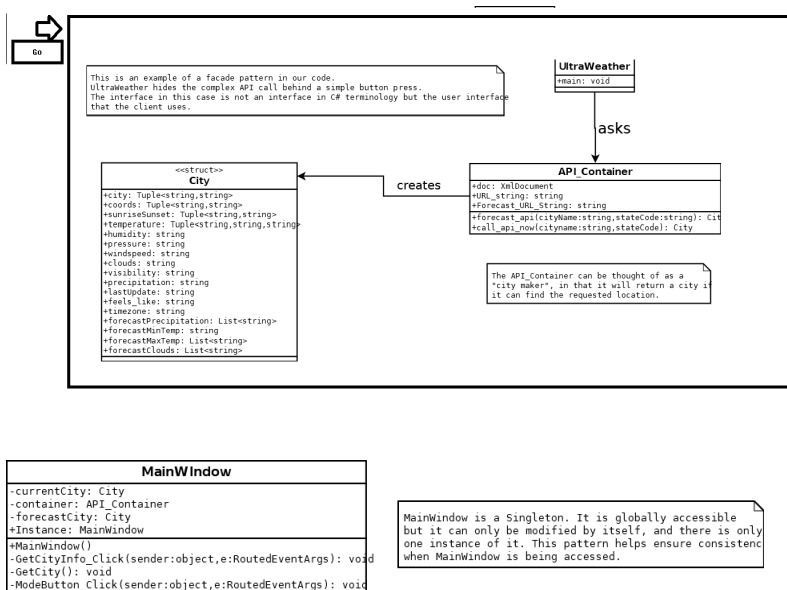 Go
This is an example of a facade pattern in our code.
UltraWeather hides the complex API call behind a simple button press.
The interface in this case is not an interface in C# terminology but the user interface
that the client uses.
UltraWeather
+main: void
asks
<<struct>>
City
+city: Tuple<string,string>
+coords: Tuple<string,string>
+sunriseSunset: Tuple<string,string>
+temperature: Tuple<string,string,string>
+humidity: string
+pressure: string
+windspeed: string
+clouds: string
+visibility: string
+precipitation: string
+lastUpdate: string
+feels_like: string
+timezone: string
+forecastPrecipitation: List<string>
+forecastMinTemp: string
+forecastMaxTemp: List<string>
+forecastClouds: List<string>
creates
API_Container
+doc: XmlDocument
+URL_string: string
+Forecast_URL_String: string
+forecast_api(cityName:string,stateCode:string): Cit
+call_api_now(cityname:string,stateCode): City
The API_Container can be thought of as a
"city maker", in that it will return a city if
it can find the requested location.
MainWIndow
-currentCity: City
-container: API_Container
-forecastCity: City
+Instance: MainWindow
+MainWindow()
-GetCityInfo_Click(sender:object,e:RoutedEventArgs): void
-GetCity(): void
-ModeButton_Click(sender:object,e:RoutedEventArgs): void
MainWindow is a Singleton. It is globally accessible
but it can only be modified by itself, and there is only
one instance of it. This pattern helps ensure consistenc
when MainWindow is being accessed.